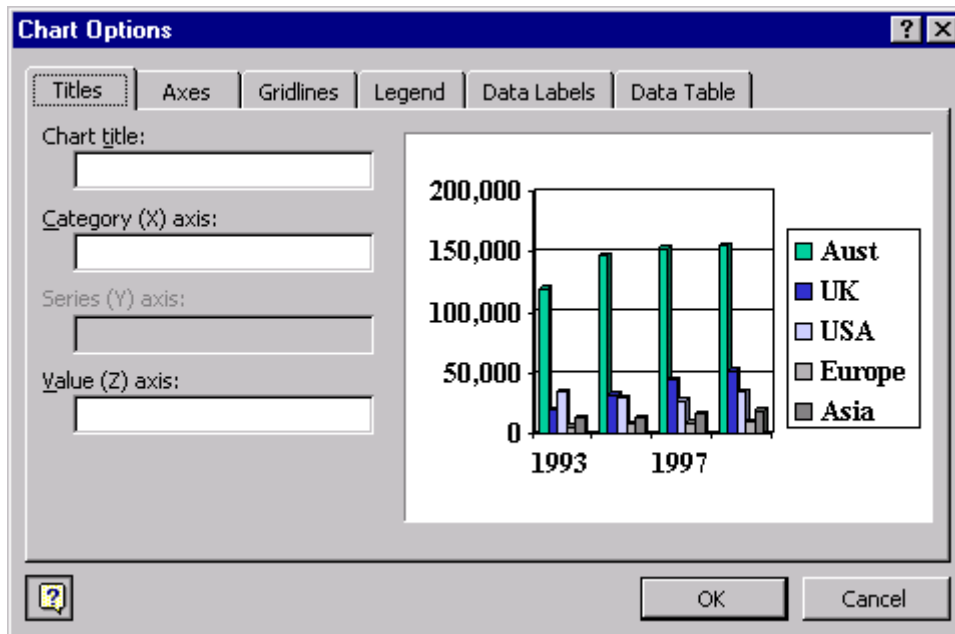 Chart Options
Titles Axes Gridlines Legend Data Labels Data Table
Chart title:
Category (X) axis:
Series (Y) axis:
Value (Z) axis:
200,000
150,000
100,000
50,000
0
1993 1997
Aust
UK
USA
Europe
Asia
OK Cancel